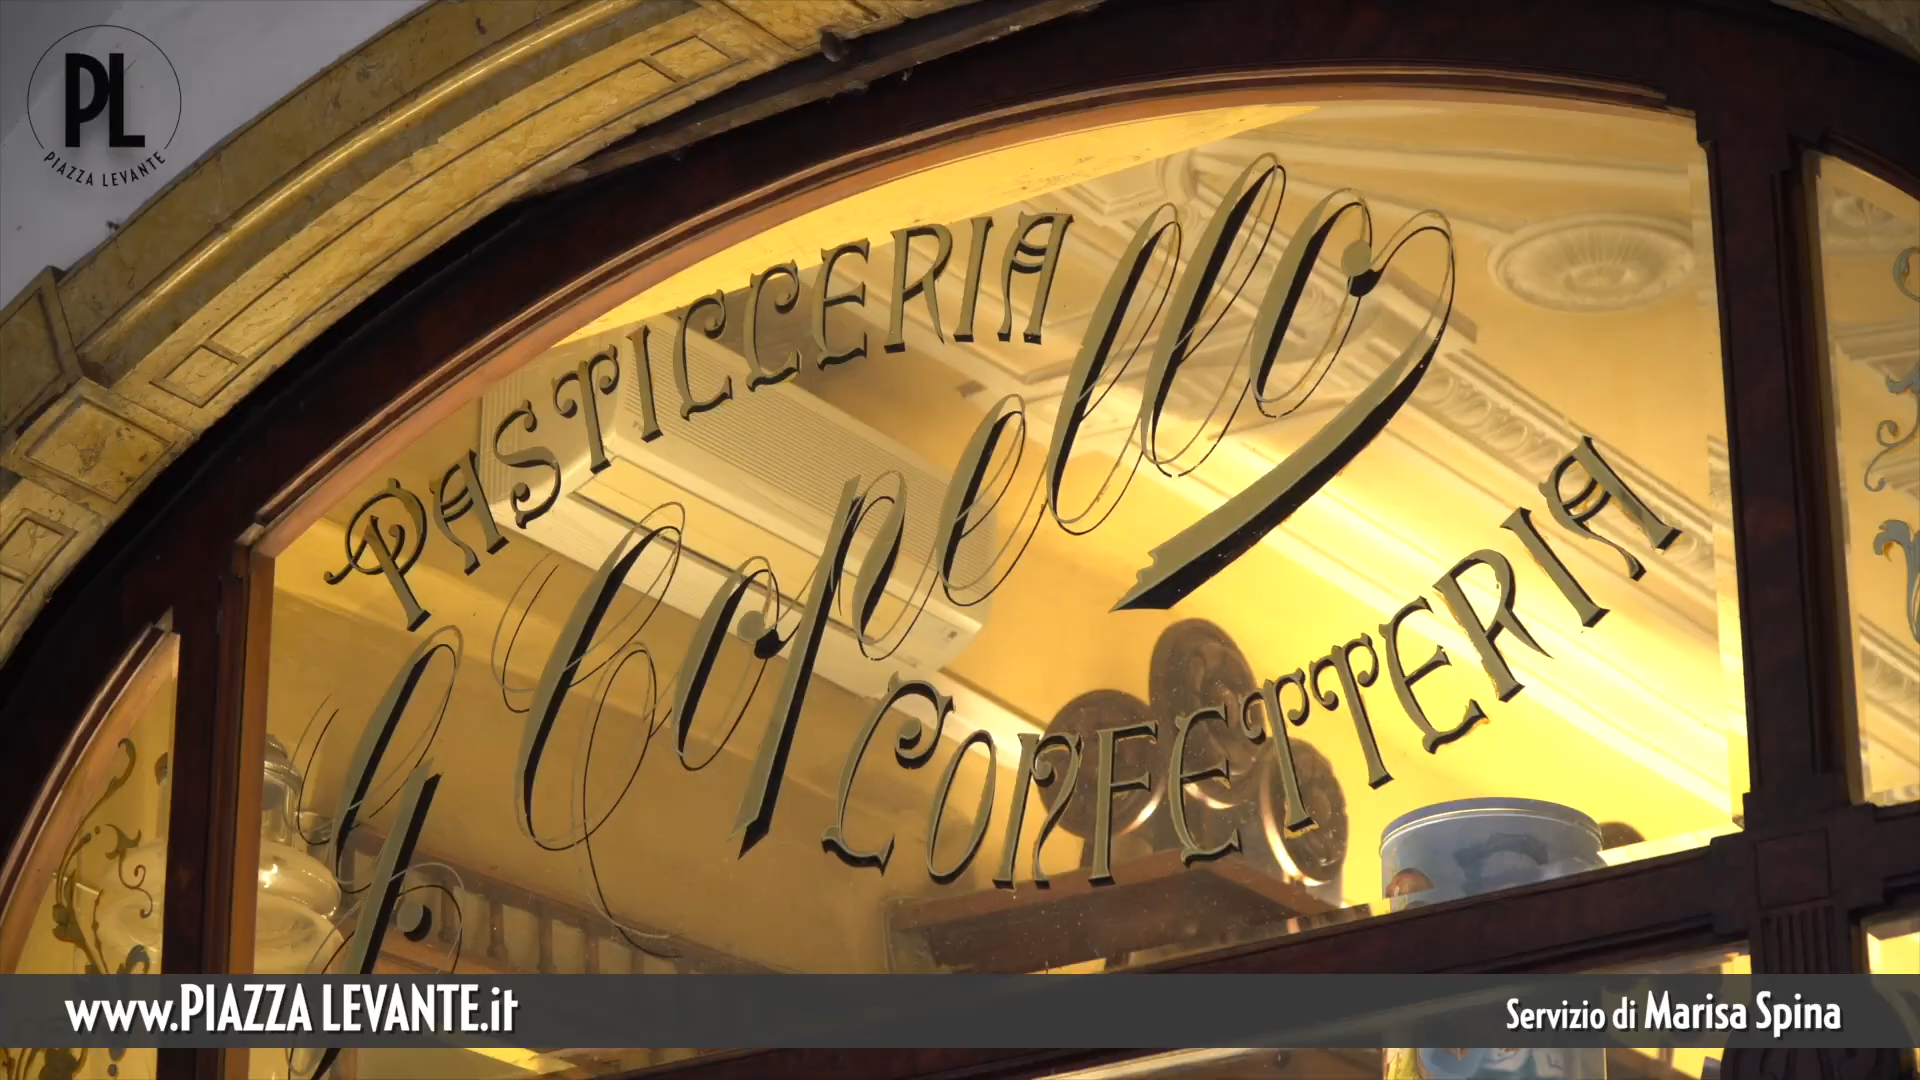 PL
PIAZZA LEVANTE
PASTICCERIA
G. Copello
CONFETTERIA
www.PIAZZA LEVANTE.it
Servizio di Marisa Spina